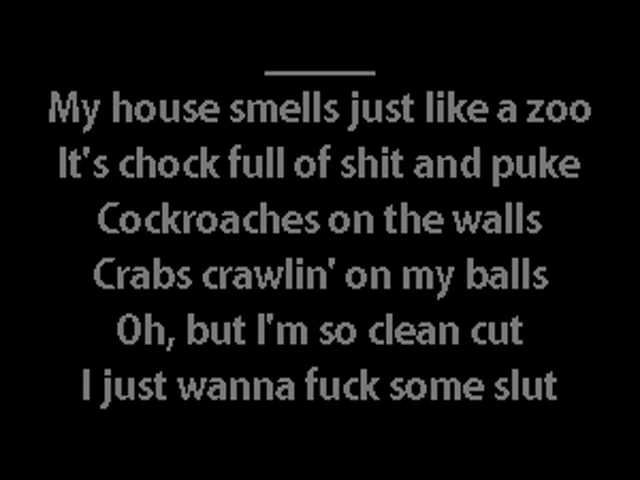 My house smells just like a zoo
It's chock full of shit and puke
Cockroaches on the walls
Crabs crawlin' on my balls
Oh, but I'm so clean cut
I just wanna fuck some slut